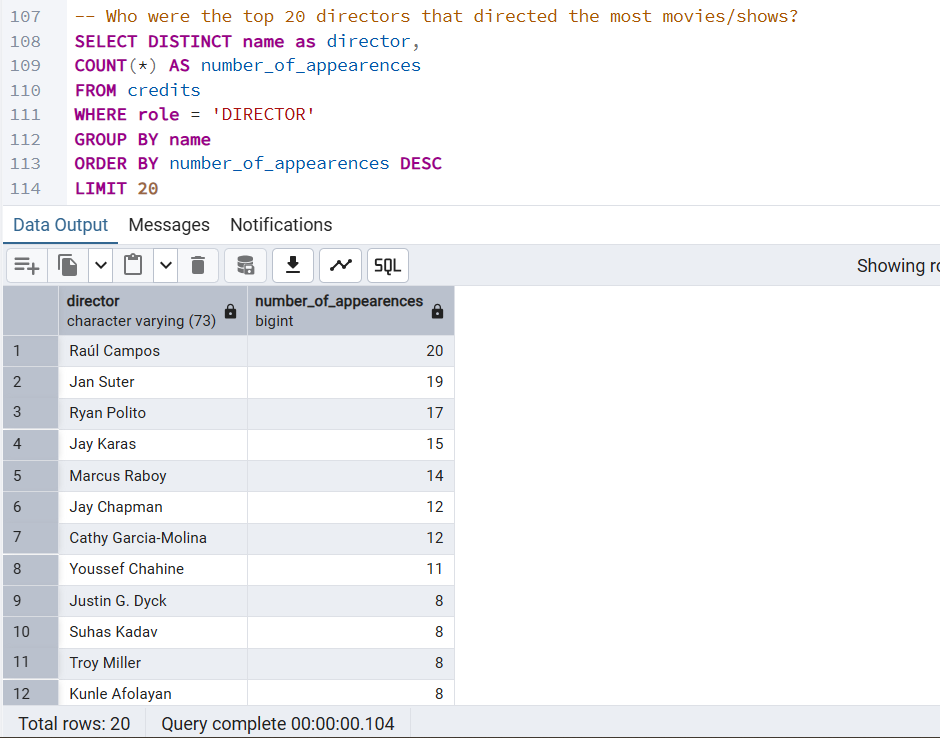 107 -- Who were the top 20 directors that directed the most movies/shows?
108 SELECT DISTINCT name as director,
109 COUNT(*) AS number_of_appearences
110 FROM credits
111 WHERE role = 'DIRECTOR'
112 GROUP BY name
113 ORDER BY number_of_appearences DESC
114 LIMIT 20
Data Output Messages Notifications
SQL Showing
director number_of_appearences
character varying (73) bigint
1 Raúl Campos 20
2 Jan Suter 19
3 Ryan Polito 17
4 Jay Karas 15
5 Marcus Raboy 14
6 Jay Chapman 12
7 Cathy Garcia-Molina 12
8 Youssef Chahine 11
9 Justin G. Dyck 8
10 Suhas Kadav 8
11 Troy Miller 8
12 Kunle Afolayan 8
Total rows: 20 Query complete 00:00:00.104